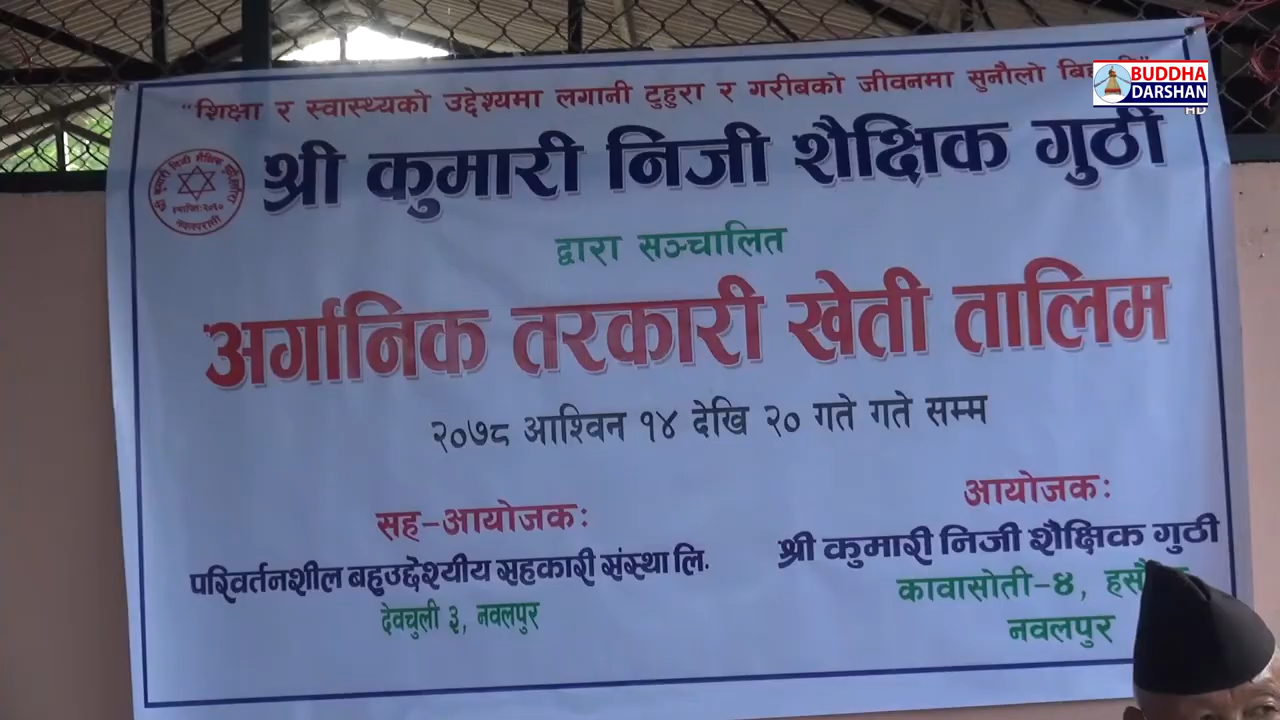 BUDDHA
DARSHAN
HD
"शिक्षा र स्वास्थ्यको उद्देश्यमा लगानी टुहुरा र गरीबको जीवनमा सुनौलो
श्री कुमारी निजी शैक्षिक गुठी
द्वारा सञ्चालित
अर्गानिक तरकारी खेती तालिम
२०७८ आश्विन १४ देखि २० गते गते सम्म
सह-आयोजकः
परिवर्तनशील बहुउद्देश्यीय सहकारी संस्था लि.
देवचुली ३, नवलपुर
आयोजकः
श्री कुमारी निजी शैक्षिक गुठी
कावासोती-४,
नवलपुर